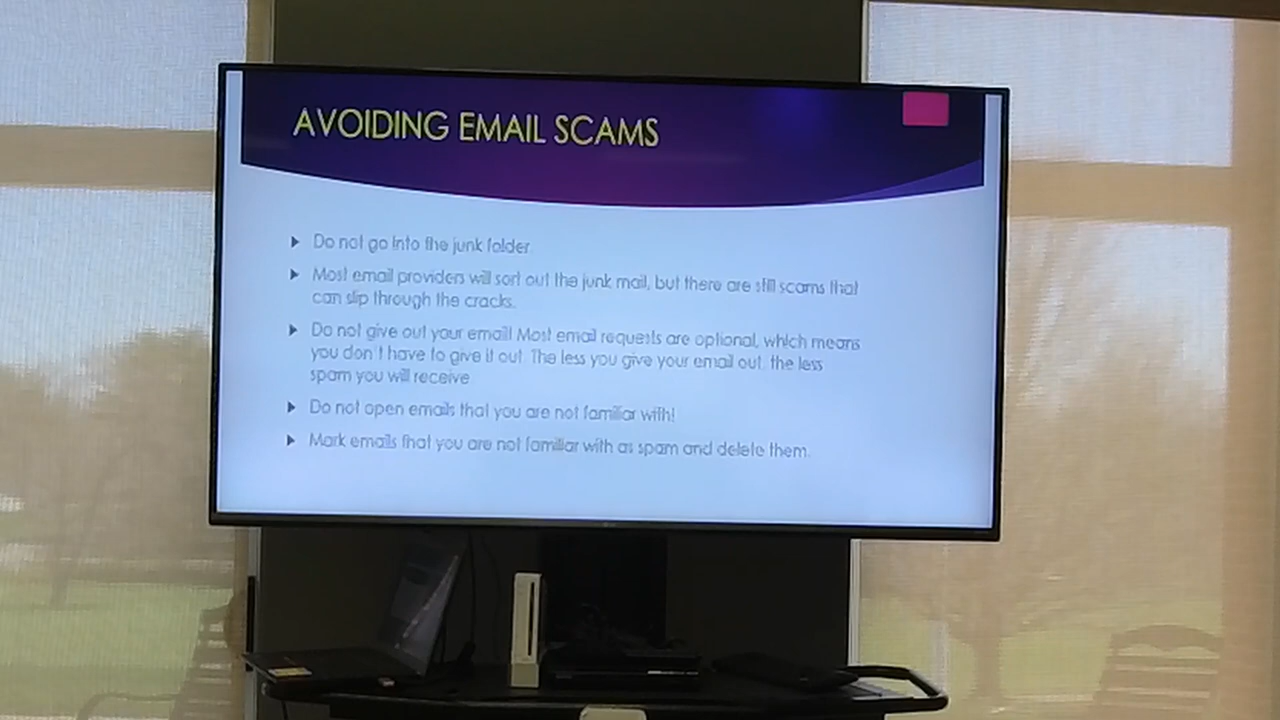 AVOIDING EMAIL SCAMS
Do not go into the junk folder.
Most email providers will sort out the junk mail, but there are still scams that
can slip through the cracks.
Do not give out your email! Most email requests are optional, which means
you don't have to give it out. The less you give your email out, the less
spam you will receive.
Do not open emails that you are not familiar with!
Mark emails that you are not familiar with as spam and delete them.